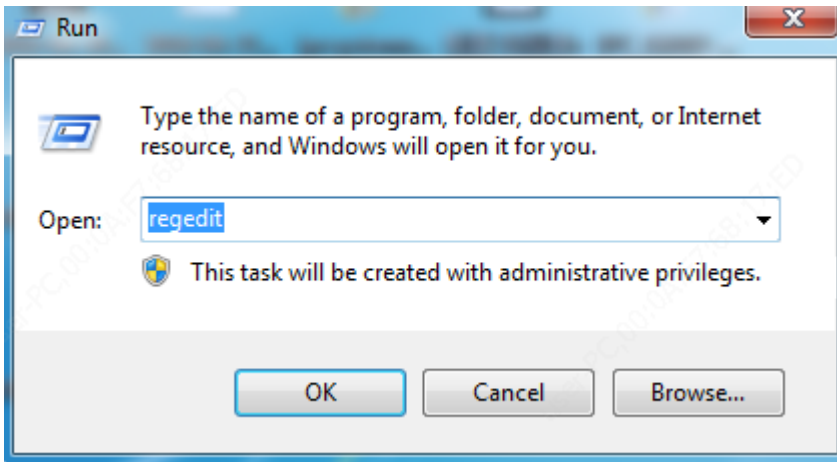 Run
Type the name of a program, folder, document, or Internet
resource, and Windows will open it for you.
Open: regedit
This task will be created with administrative privileges.
OK Cancel Browse...